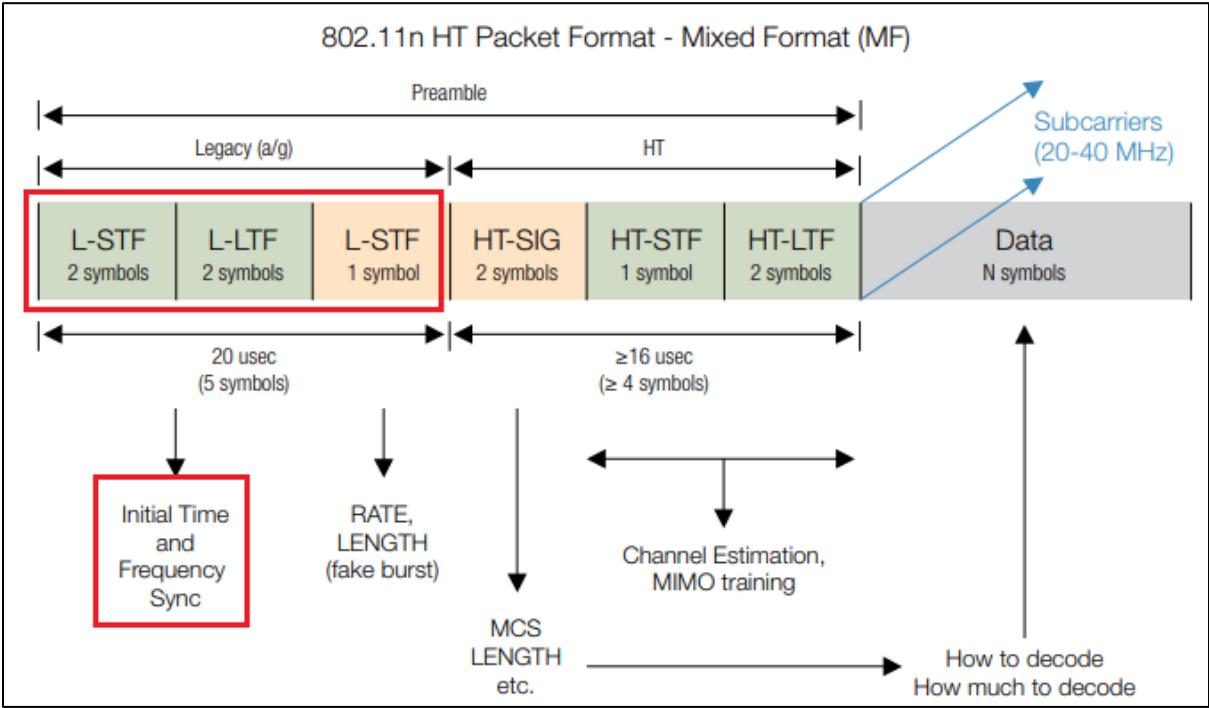 802.11n HT Packet Format - Mixed Format (MF)
Preamble
Subcarriers
(20-40 MHz)
Legacy (a/g)
HT
L-STF
2 symbols
L-LTF
2 symbols
L-STF
1 symbol
HT-SIG
2 symbols
HT-STF
1 symbol
HT-LTF
2 symbols
Data
N symbols
20 usec
(5 symbols)
≥16 usec
(≥ 4 symbols)
Initial Time
and
Frequency
Sync
RATE,
LENGTH
(fake burst)
Channel Estimation,
MIMO training
MCS
LENGTH
etc.
How to decode
How much to decode